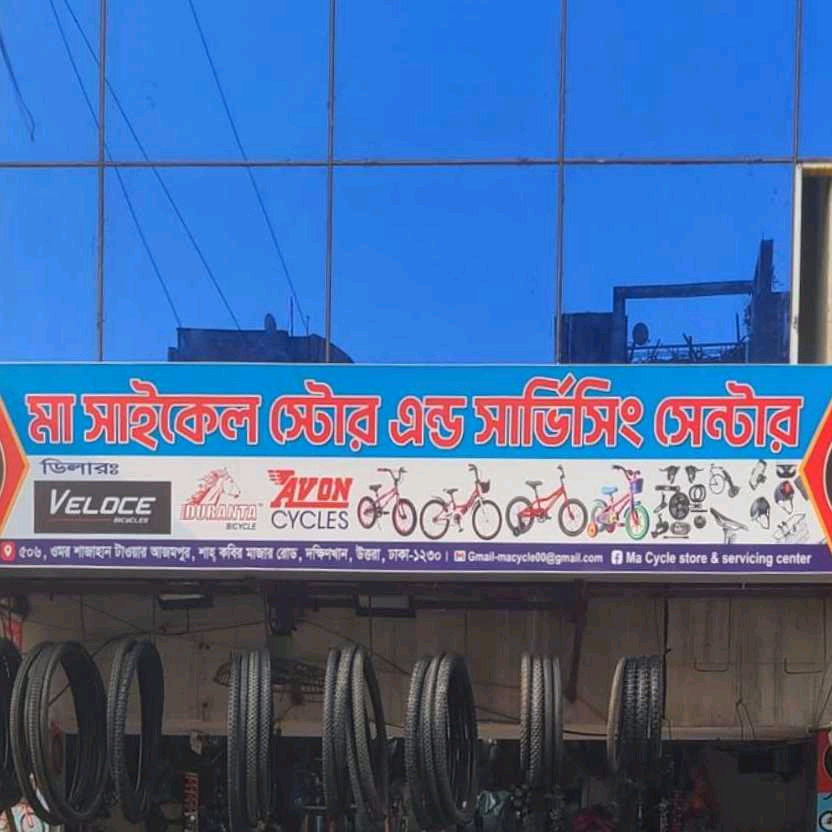 মা সাইকেল স্টোর এন্ড সার্ভিসিং সেন্টার
ডিলারঃ
VELOCE BICYCLES
DURANTA BICYCLE
AVON CYCLES
৫০৬, ওমর শাজাহান টাওয়ার আজমপুর, শাহ্ কবির মাজার রোড, দক্ষিণখান, উত্তরা, ঢাকা-১২৩০ | Gmail-macycle00@gmail.com Ma Cycle store & servicing center